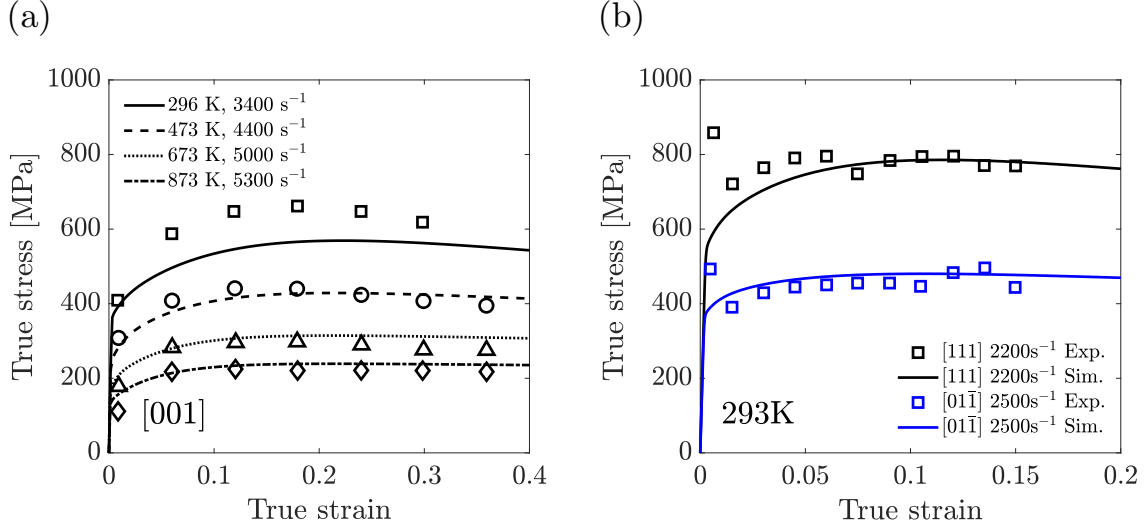 (a)
True stress [MPa]
1000
800
600
400
200
0
296 K, 3400 s⁻¹
473 K, 4400 s⁻¹
673 K, 5000 s⁻¹
873 K, 5300 s⁻¹
[001]
0
0.1
0.2
0.3
0.4
True strain
(b)
True stress [MPa]
1000
800
600
400
200
0
[111] 2200s⁻¹ Exp.
[111] 2200s⁻¹ Sim.
[011̄] 2500s⁻¹ Exp.
[011̄] 2500s⁻¹ Sim.
293K
0
0.05
0.1
0.15
0.2
True strain